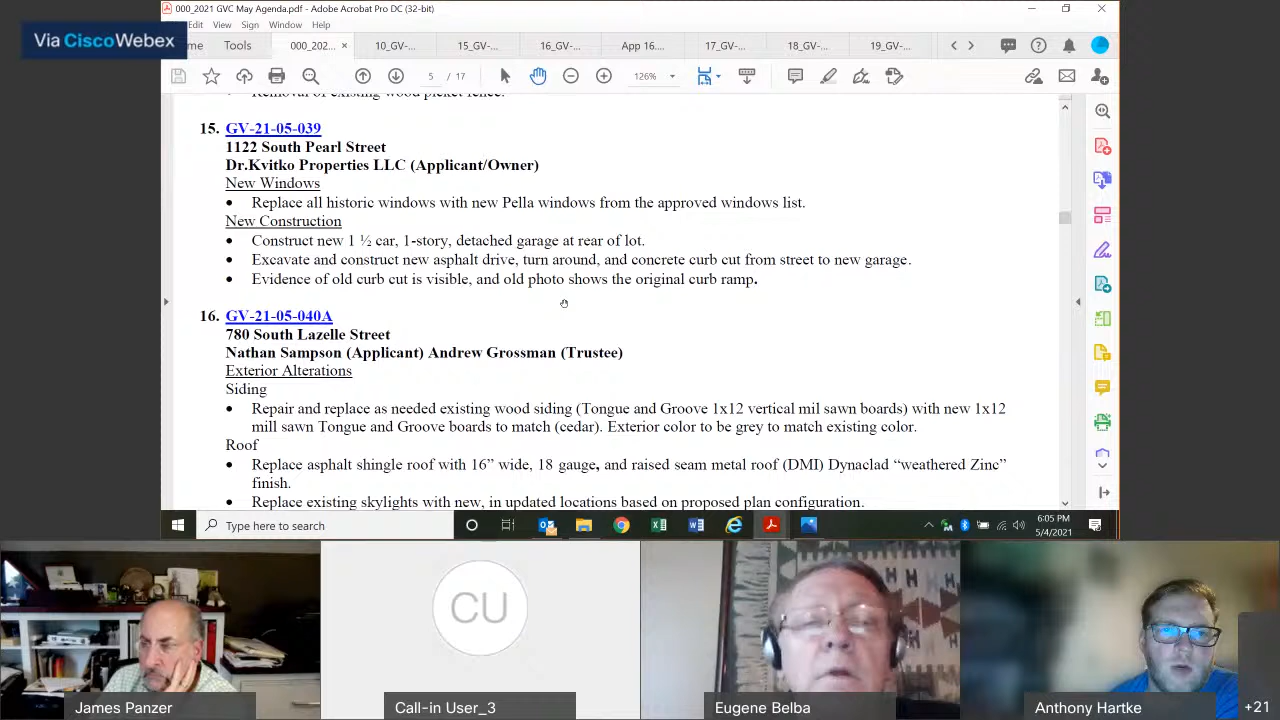 000_2021 GVC May Agenda.pdf - Adobe Acrobat Pro DC (32-bit)
Via Cisco Webex
Edit View Sign Window Help
me Tools 000_202... × 10_GV-... 15_GV-... 16_GV-... App 16.... 17_GV-... 18_GV-... 19_GV-...
5 / 17 126%
Removal of existing wood picket fence.
15. GV-21-05-039
1122 South Pearl Street
Dr.Kvitko Properties LLC (Applicant/Owner)
New Windows
• Replace all historic windows with new Pella windows from the approved windows list.
New Construction
• Construct new 1 ½ car, 1-story, detached garage at rear of lot.
• Excavate and construct new asphalt drive, turn around, and concrete curb cut from street to new garage.
• Evidence of old curb cut is visible, and old photo shows the original curb ramp.
16. GV-21-05-040A
780 South Lazelle Street
Nathan Sampson (Applicant) Andrew Grossman (Trustee)
Exterior Alterations
Siding
• Repair and replace as needed existing wood siding (Tongue and Groove 1x12 vertical mil sawn boards) with new 1x12
mill sawn Tongue and Groove boards to match (cedar). Exterior color to be grey to match existing color.
Roof
• Replace asphalt shingle roof with 16” wide, 18 gauge, and raised seam metal roof (DMI) Dynaclad “weathered Zinc”
finish.
• Replace existing skylights with new, in updated locations based on proposed plan configuration.
Type here to search
6:05 PM
5/4/2021
CU
James Panzer
Call-in User_3
Eugene Belba
Anthony Hartke
+21